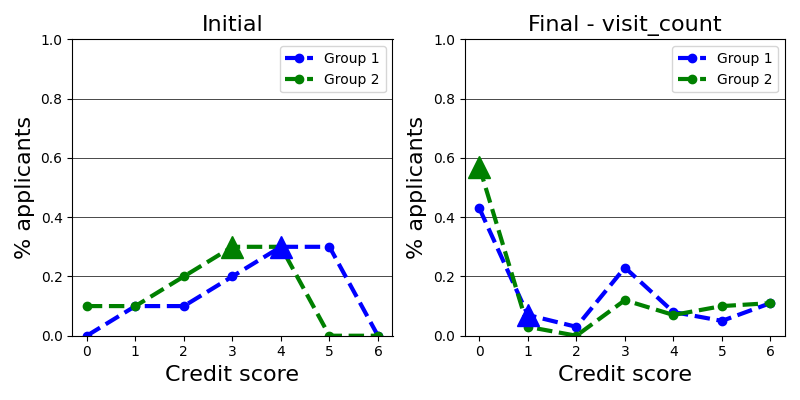 Initial
1.0
0.8
0.6
0.4
0.2
0.0
% applicants
0 1 2 3 4 5 6
Credit score
Group 1
Group 2
Final - visit_count
1.0
0.8
0.6
0.4
0.2
0.0
% applicants
0 1 2 3 4 5 6
Credit score
Group 1
Group 2